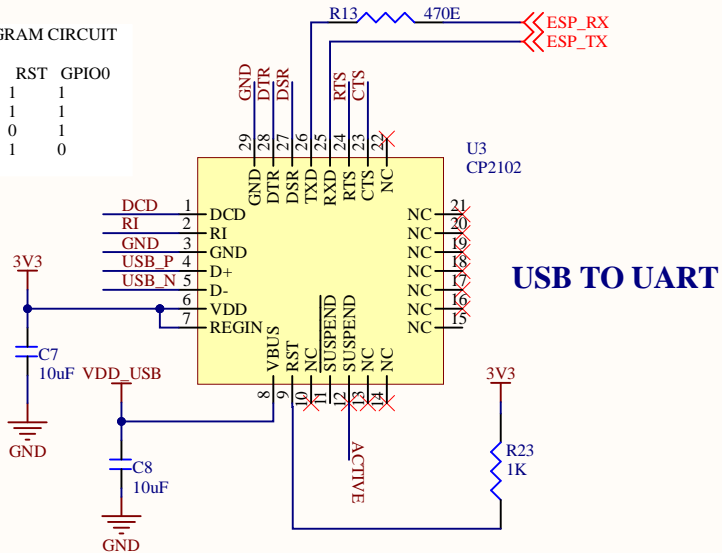 R13 470E ESP_RX
ESP_TX
GRAM CIRCUIT
RST GPIO0
1 1
1 1
0 1
1 0
GND DTR DSR RTS CTS
29 28 27 26 25 24 23 22
U3
CP2102
GND DTR DSR TXD RXD RTS CTS NC
DCD 1 DCD
RI 2 RI
GND 3 GND
USB_P 4 D+
USB_N 5 D-
6 VDD
7 REGIN
NC 21
NC 20
NC 19
NC 18
NC 17
NC 16
NC 15
USB TO UART
VBUS RST NC SUSPEND SUSPEND NC NC
8 9 10 11 12 13 14
3V3
C7
10uF
GND
VDD_USB
C8
10uF
GND
ACTIVE
3V3
R23
1K